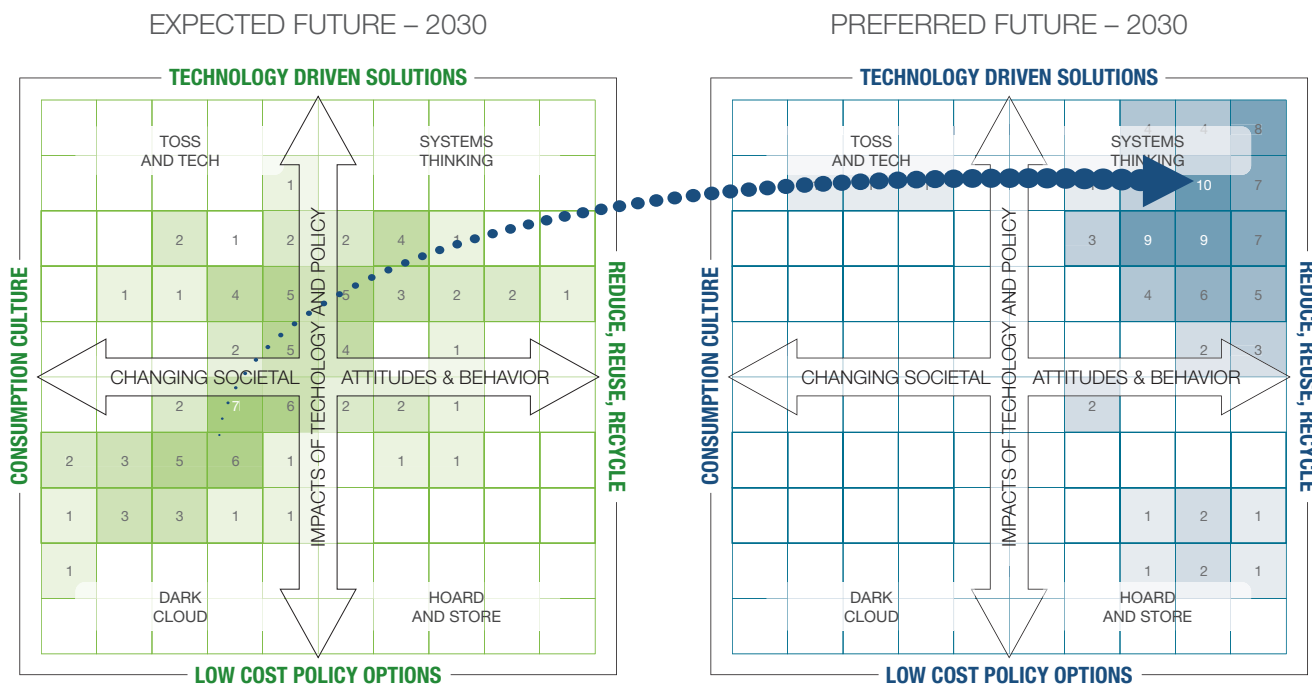 EXPECTED FUTURE – 2030
TECHNOLOGY DRIVEN SOLUTIONS
TOSS
AND TECH
SYSTEMS
THINKING
1
2 1 2 2 4 1
1 1 4 5 5 3 2 2 1
2 5 4 1
CONSUMPTION CULTURE
CHANGING SOCIETAL ATTITUDES & BEHAVIOR
IMPACTS OF TECHOLOGY AND POLICY
REDUCE, REUSE, RECYCLE
2 7 6 2 2 1
2 3 5 6 1 1 1
1 3 3 1 1
1
DARK
CLOUD
HOARD
AND STORE
LOW COST POLICY OPTIONS
PREFERRED FUTURE – 2030
TECHNOLOGY DRIVEN SOLUTIONS
4 4 8
TOSS
AND TECH
SYSTEMS
THINKING
10 7
3 9 9 7
4 6 5
2 3
CONSUMPTION CULTURE
CHANGING SOCIETAL ATTITUDES & BEHAVIOR
IMPACTS OF TECHOLOGY AND POLICY
REDUCE, REUSE, RECYCLE
2
1 2 1
1 2 1
DARK
CLOUD
HOARD
AND STORE
LOW COST POLICY OPTIONS